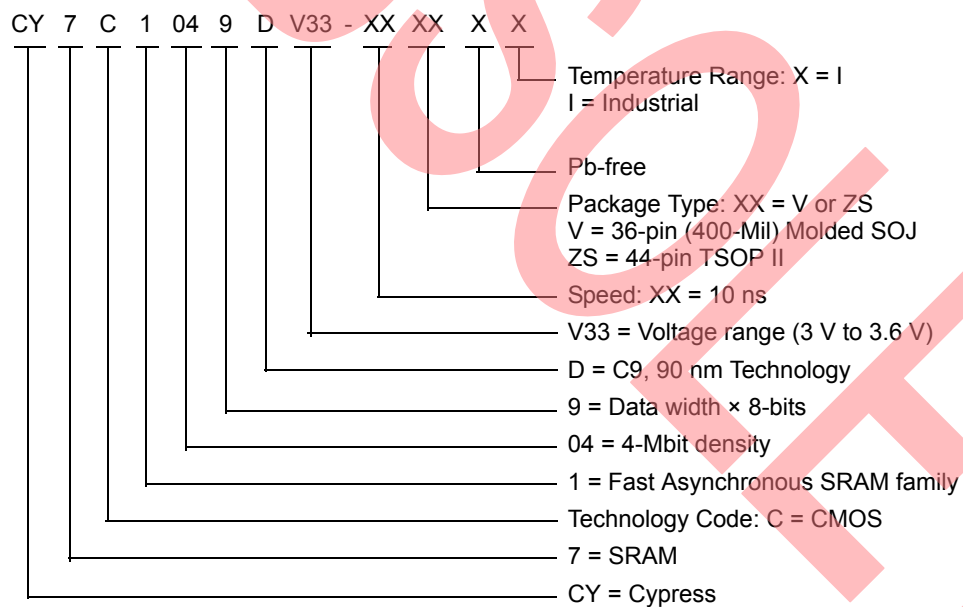 CY 7 C 1 04 9 D V33 - XX XX X X
Temperature Range: X = I
I = Industrial
Pb-free
Package Type: XX = V or ZS
V = 36-pin (400-Mil) Molded SOJ
ZS = 44-pin TSOP II
Speed: XX = 10 ns
V33 = Voltage range (3 V to 3.6 V)
D = C9, 90 nm Technology
9 = Data width × 8-bits
04 = 4-Mbit density
1 = Fast Asynchronous SRAM family
Technology Code: C = CMOS
7 = SRAM
CY = Cypress